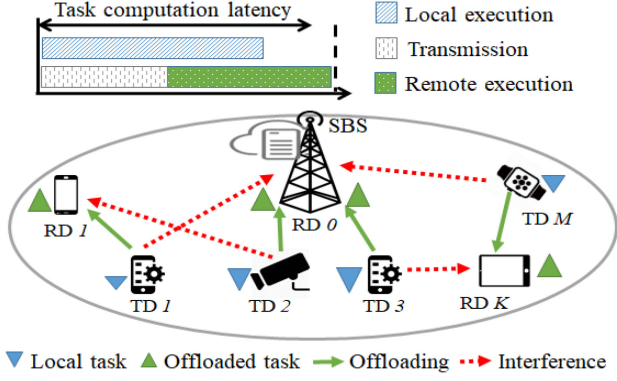 Task computation latency
Local execution
Transmission
Remote execution
SBS
RD 1
RD 0
TD M
TD 1
TD 2
TD 3
RD K
Local task
Offloaded task
Offloading
Interference